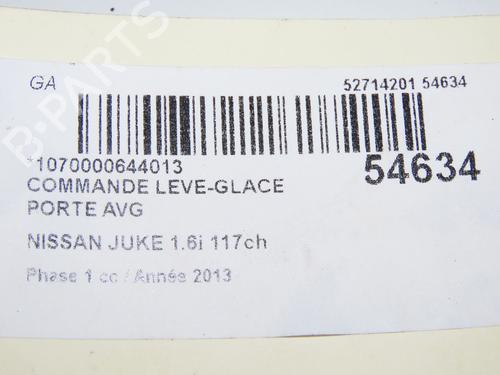 GA 52714201 54634
*1070000644013 54634
COMMANDE LEVE-GLACE
PORTE AVG
NISSAN JUKE 1.6i 117ch
Phase 1 cc / Année 2013
B-PARTS